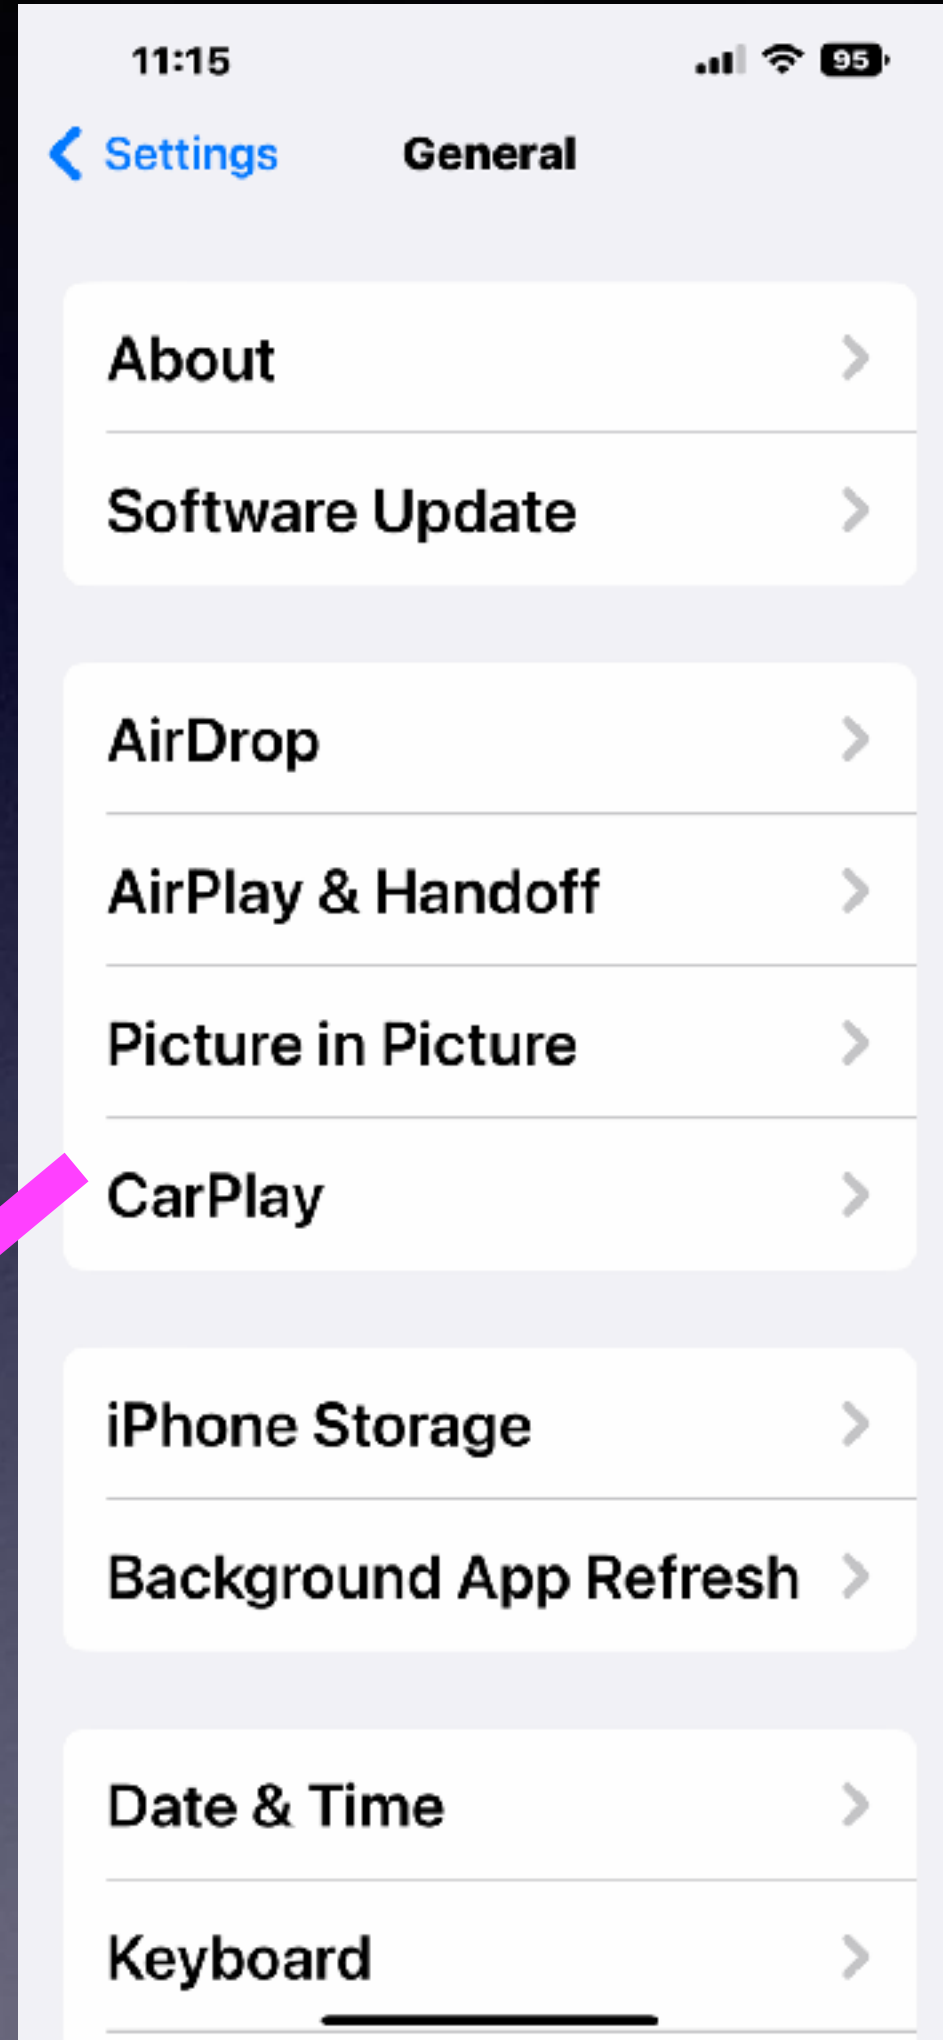 11:15
95
Settings
General
About
Software Update
AirDrop
AirPlay & Handoff
Picture in Picture
CarPlay
iPhone Storage
Background App Refresh
Date & Time
Keyboard